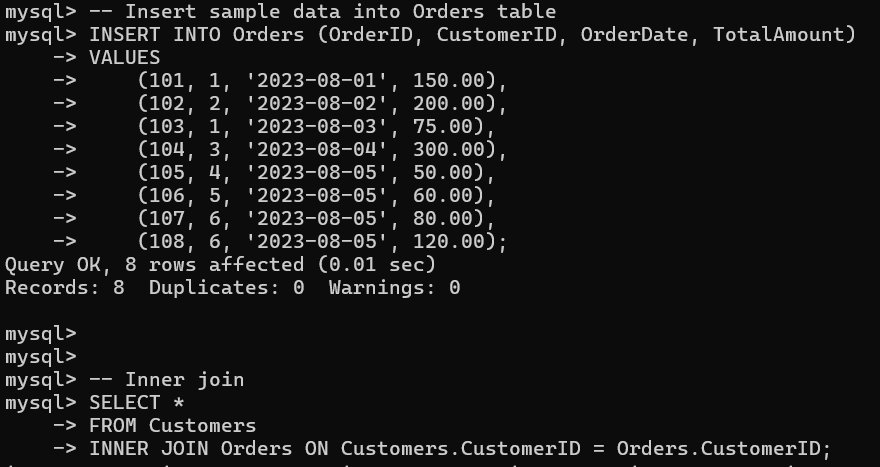 mysql> -- Insert sample data into Orders table
mysql> INSERT INTO Orders (OrderID, CustomerID, OrderDate, TotalAmount)
    -> VALUES
    ->     (101, 1, '2023-08-01', 150.00),
    ->     (102, 2, '2023-08-02', 200.00),
    ->     (103, 1, '2023-08-03', 75.00),
    ->     (104, 3, '2023-08-04', 300.00),
    ->     (105, 4, '2023-08-05', 50.00),
    ->     (106, 5, '2023-08-05', 60.00),
    ->     (107, 6, '2023-08-05', 80.00),
    ->     (108, 6, '2023-08-05', 120.00);
Query OK, 8 rows affected (0.01 sec)
Records: 8  Duplicates: 0  Warnings: 0
mysql>
mysql>
mysql> -- Inner join
mysql> SELECT *
    -> FROM Customers
    -> INNER JOIN Orders ON Customers.CustomerID = Orders.CustomerID;